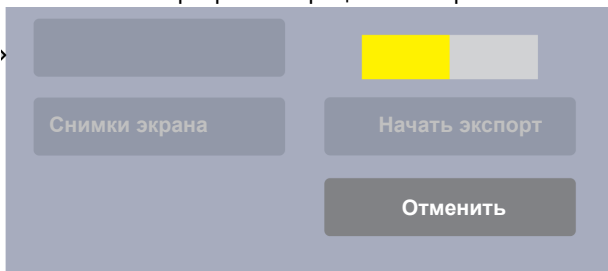 Снимки экрана
Начать экспорт
Отменить